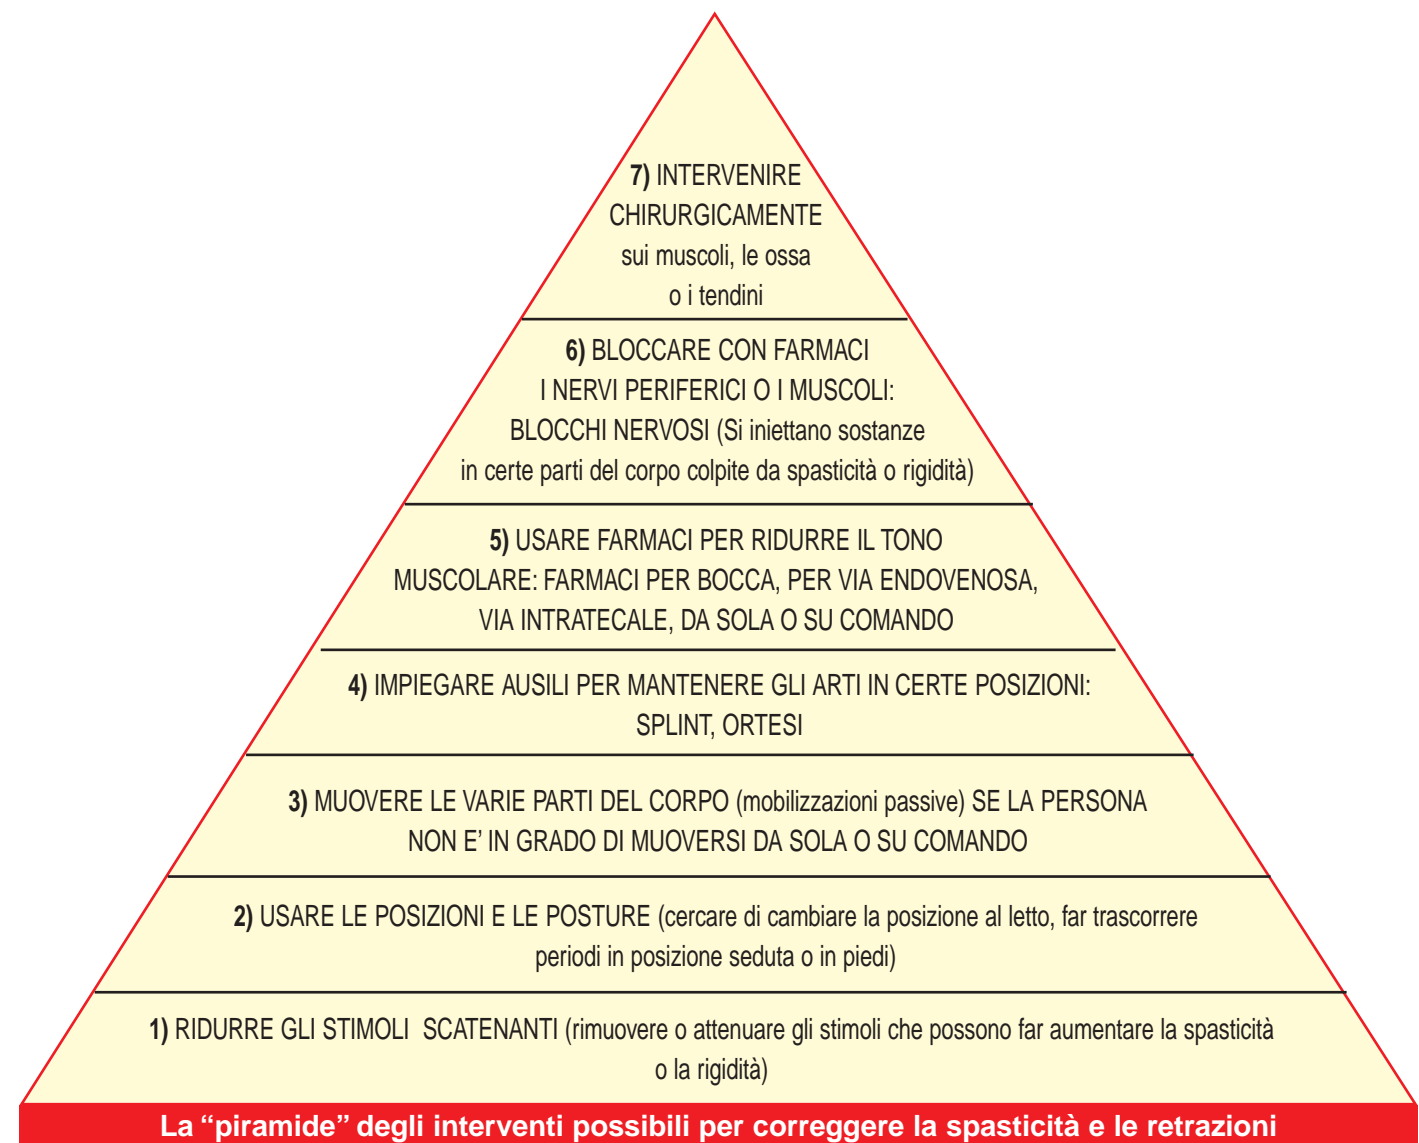 7) INTERVENIRE
CHIRURGICAMENTE
sui muscoli, le ossa
o i tendini
6) BLOCCARE CON FARMACI
I NERVI PERIFERICI O I MUSCOLI:
BLOCCHI NERVOSI (Si iniettano sostanze
in certe parti del corpo colpite da spasticità o rigidità)
5) USARE FARMACI PER RIDURRE IL TONO
MUSCOLARE: FARMACI PER BOCCA, PER VIA ENDOVENOSA,
VIA INTRATECALE, DA SOLA O SU COMANDO
4) IMPIEGARE AUSILI PER MANTENERE GLI ARTI IN CERTE POSIZIONI:
SPLINT, ORTESI
3) MUOVERE LE VARIE PARTI DEL CORPO (mobilizzazioni passive) SE LA PERSONA
NON E’ IN GRADO DI MUOVERSI DA SOLA O SU COMANDO
2) USARE LE POSIZIONI E LE POSTURE (cercare di cambiare la posizione al letto, far trascorrere
periodi in posizione seduta o in piedi)
1) RIDURRE GLI STIMOLI SCATENANTI (rimuovere o attenuare gli stimoli che possono far aumentare la spasticità
o la rigidità)
La “piramide” degli interventi possibili per correggere la spasticità e le retrazioni